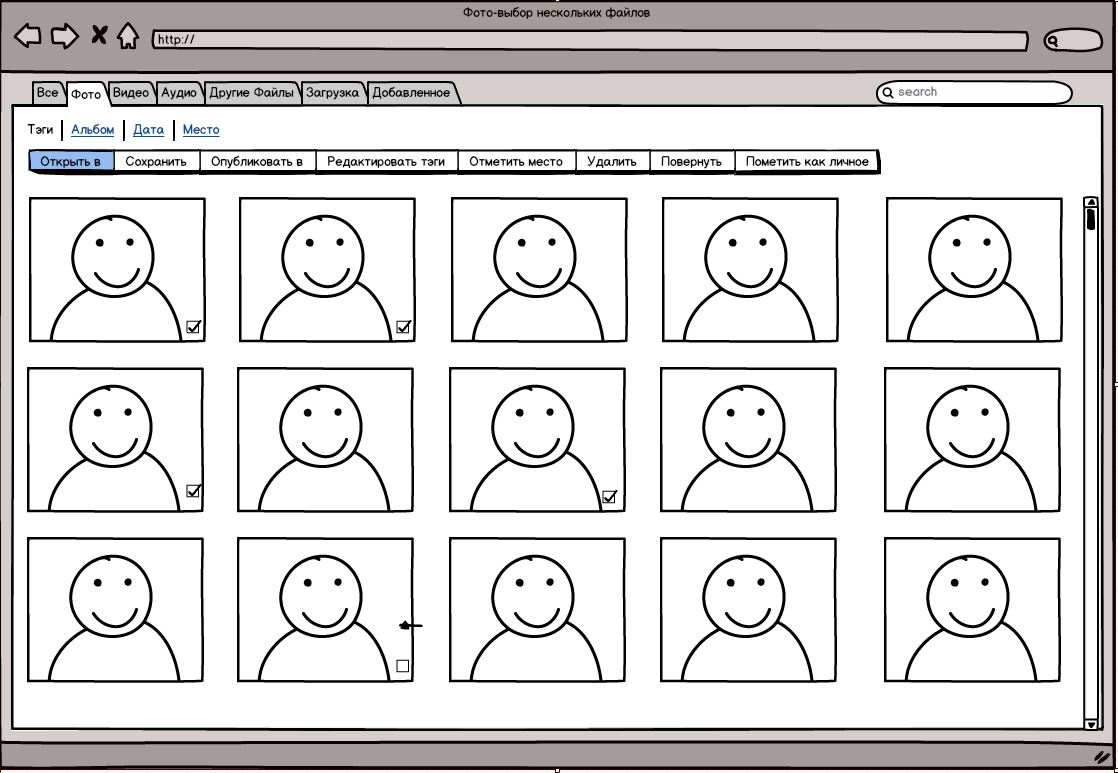 Фото-выбор нескольких файлов
http://
Все Фото Видео Аудио Другие Файлы Загрузка Добавленное search
Тэги Альбом Дата Место
Открыть в Сохранить Опубликовать в Редактировать тэги Отметить место Удалить Повернуть Пометить как личное